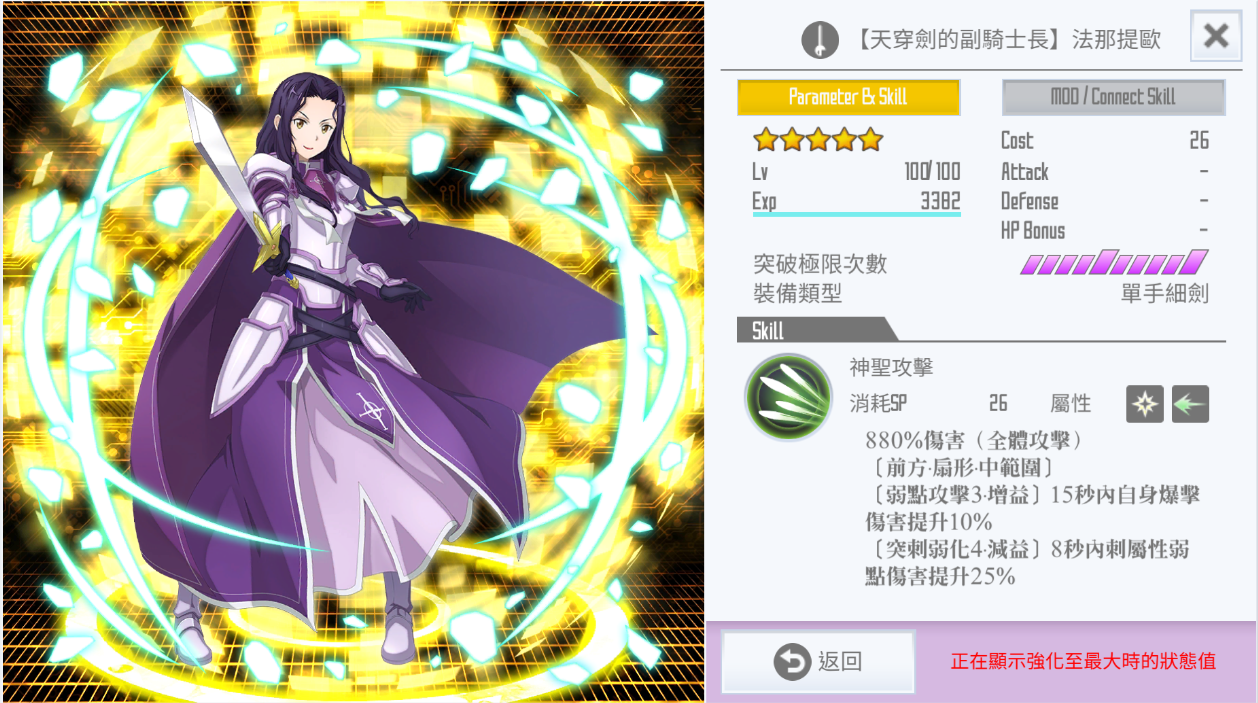 【天穿劍的副騎士長】法那提歐
Parameter & Skill
MOD / Connect Skill
Lv 100/100
Exp 3382
Cost 26
Attack -
Defense -
HP Bonus -
突破極限次數
裝備類型 單手細劍
Skill
神聖攻擊
消耗SP 26 屬性
880%傷害（全體攻擊）
〔前方·扇形·中範圍〕
〔弱點攻擊3·增益〕15秒內自身爆擊
傷害提升10%
〔突刺弱化4·減益〕8秒內刺屬性弱
點傷害提升25%
返回
正在顯示強化至最大時的狀態值